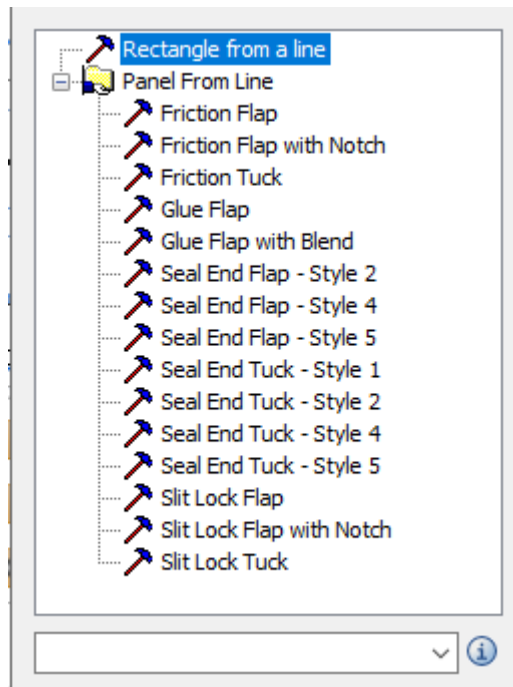 Rectangle from a line
Panel From Line
Friction Flap
Friction Flap with Notch
Friction Tuck
Glue Flap
Glue Flap with Blend
Seal End Flap - Style 2
Seal End Flap - Style 4
Seal End Flap - Style 5
Seal End Tuck - Style 1
Seal End Tuck - Style 2
Seal End Tuck - Style 4
Seal End Tuck - Style 5
Slit Lock Flap
Slit Lock Flap with Notch
Slit Lock Tuck